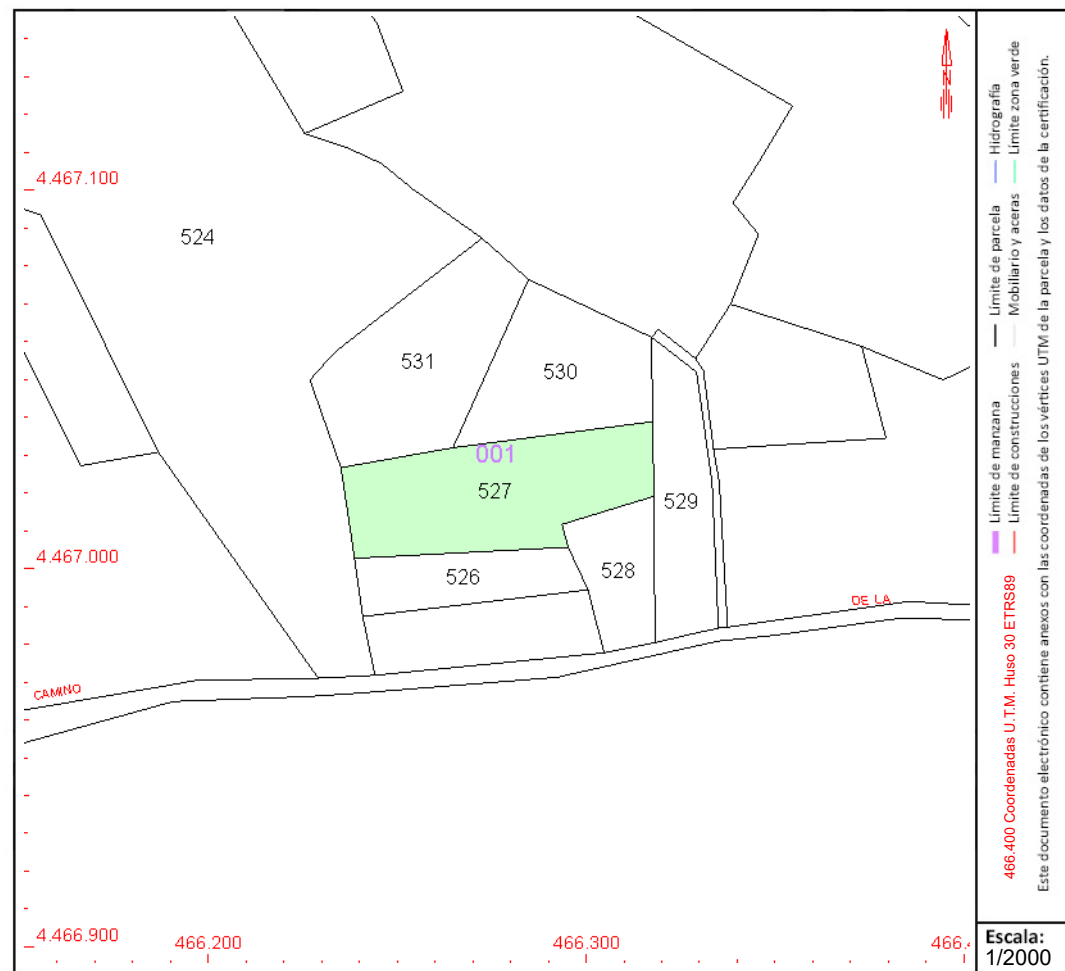 4.467.100
524
531
530
001
527
529
4.467.000
526
528
DE LA
CAMINO
4.466.900
466.200
466.300
N
466.400 Coordenadas U.T.M. Huso 30 ETRS89
Límite de manzana
Límite de construcciones
Límite de parcela
Mobiliario y aceras
Hidrografía
Límite zona verde
Este documento electrónico contiene anexos con las coordenadas de los vértices UTM de la parcela y los datos de la certificación.
Escala:
1/2000